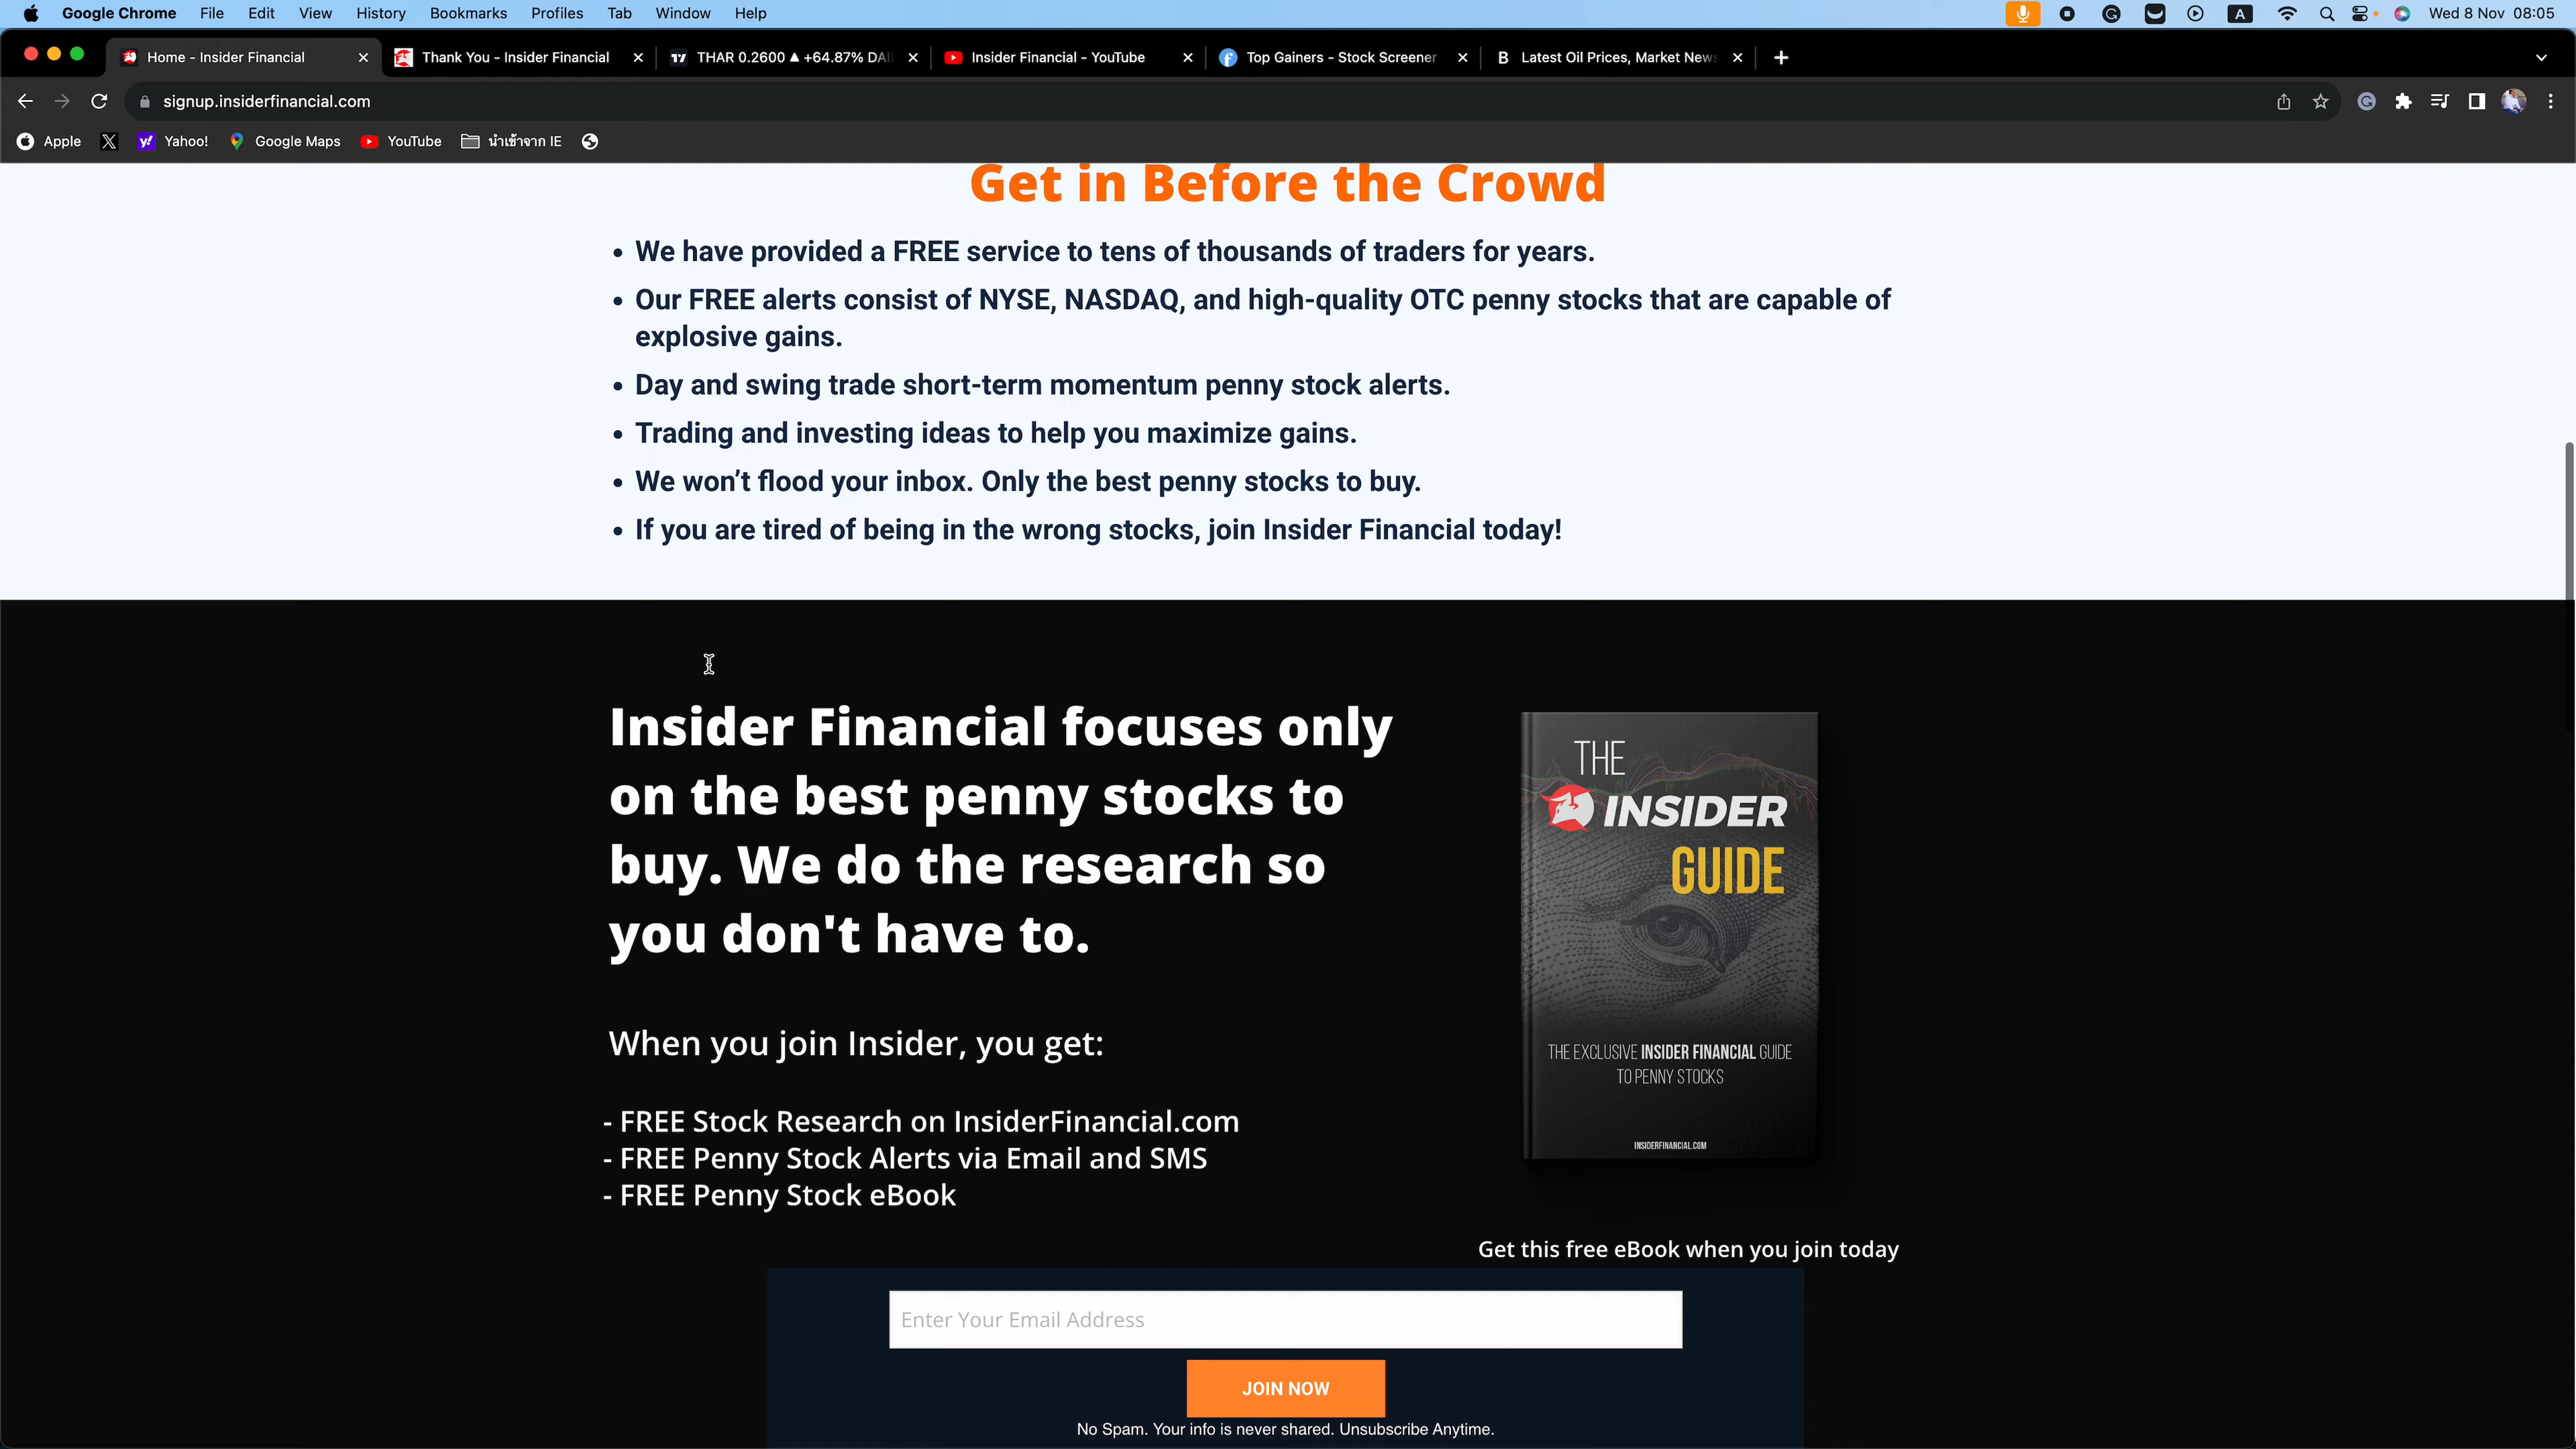 Google Chrome File Edit View History Bookmarks Profiles Tab Window Help A Wed 8 Nov 08:05
Home - Insider Financial Thank You - Insider Financial THAR 0.2600 ▲ +64.87% DAI Insider Financial - YouTube Top Gainers - Stock Screener Latest Oil Prices, Market News
signup.insiderfinancial.com
Apple Yahoo! Google Maps YouTube นำเข้าจาก IE
Get in Before the Crowd
• We have provided a FREE service to tens of thousands of traders for years.
• Our FREE alerts consist of NYSE, NASDAQ, and high-quality OTC penny stocks that are capable of
explosive gains.
• Day and swing trade short-term momentum penny stock alerts.
• Trading and investing ideas to help you maximize gains.
• We won’t flood your inbox. Only the best penny stocks to buy.
• If you are tired of being in the wrong stocks, join Insider Financial today!
Insider Financial focuses only
on the best penny stocks to
buy. We do the research so
you don't have to.
When you join Insider, you get:
- FREE Stock Research on InsiderFinancial.com
- FREE Penny Stock Alerts via Email and SMS
- FREE Penny Stock eBook
THE
INSIDER
GUIDE
THE EXCLUSIVE INSIDER FINANCIAL GUIDE
TO PENNY STOCKS
INSIDERFINANCIAL.COM
Get this free eBook when you join today
Enter Your Email Address
JOIN NOW
No Spam. Your info is never shared. Unsubscribe Anytime.